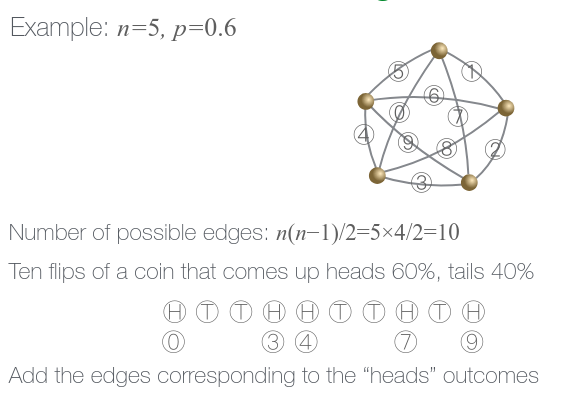 Example: n=5, p=0.6
5 1
6
0 7
4 9 8 2
3
Number of possible edges: n(n−1)/2=5×4/2=10
Ten flips of a coin that comes up heads 60%, tails 40%
H T T H H T T H T H
0 3 4 7 9
Add the edges corresponding to the “heads” outcomes